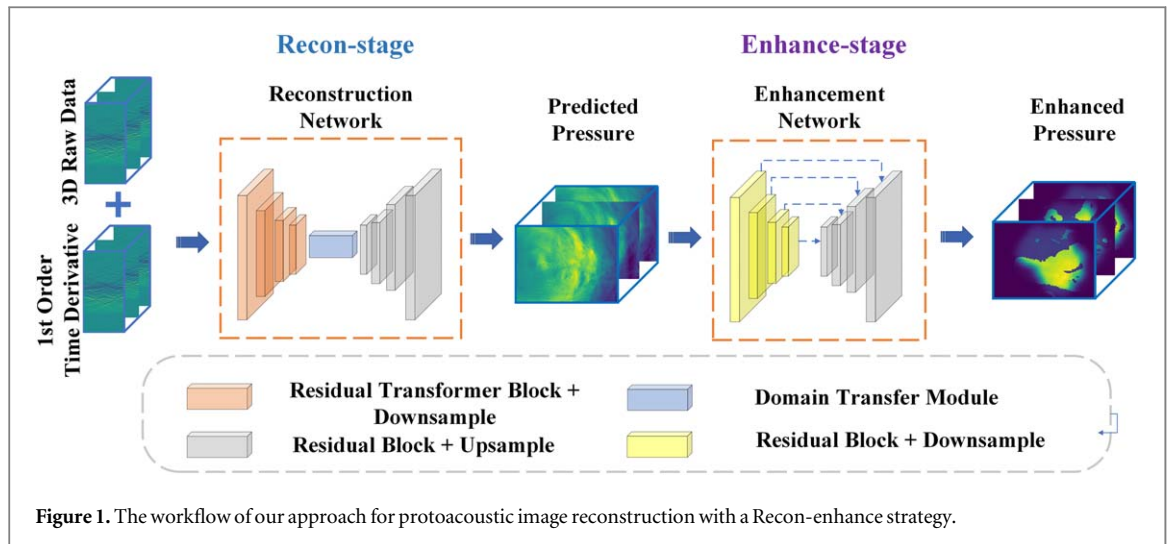 Recon-stage
Enhance-stage
3D Raw Data
+
1st Order
Time Derivative
Reconstruction
Network
Predicted
Pressure
Enhancement
Network
Enhanced
Pressure
Residual Transformer Block +
Downsample
Domain Transfer Module
Residual Block + Upsample
Residual Block + Downsample
Figure 1. The workflow of our approach for protoacoustic image reconstruction with a Recon-enhance strategy.